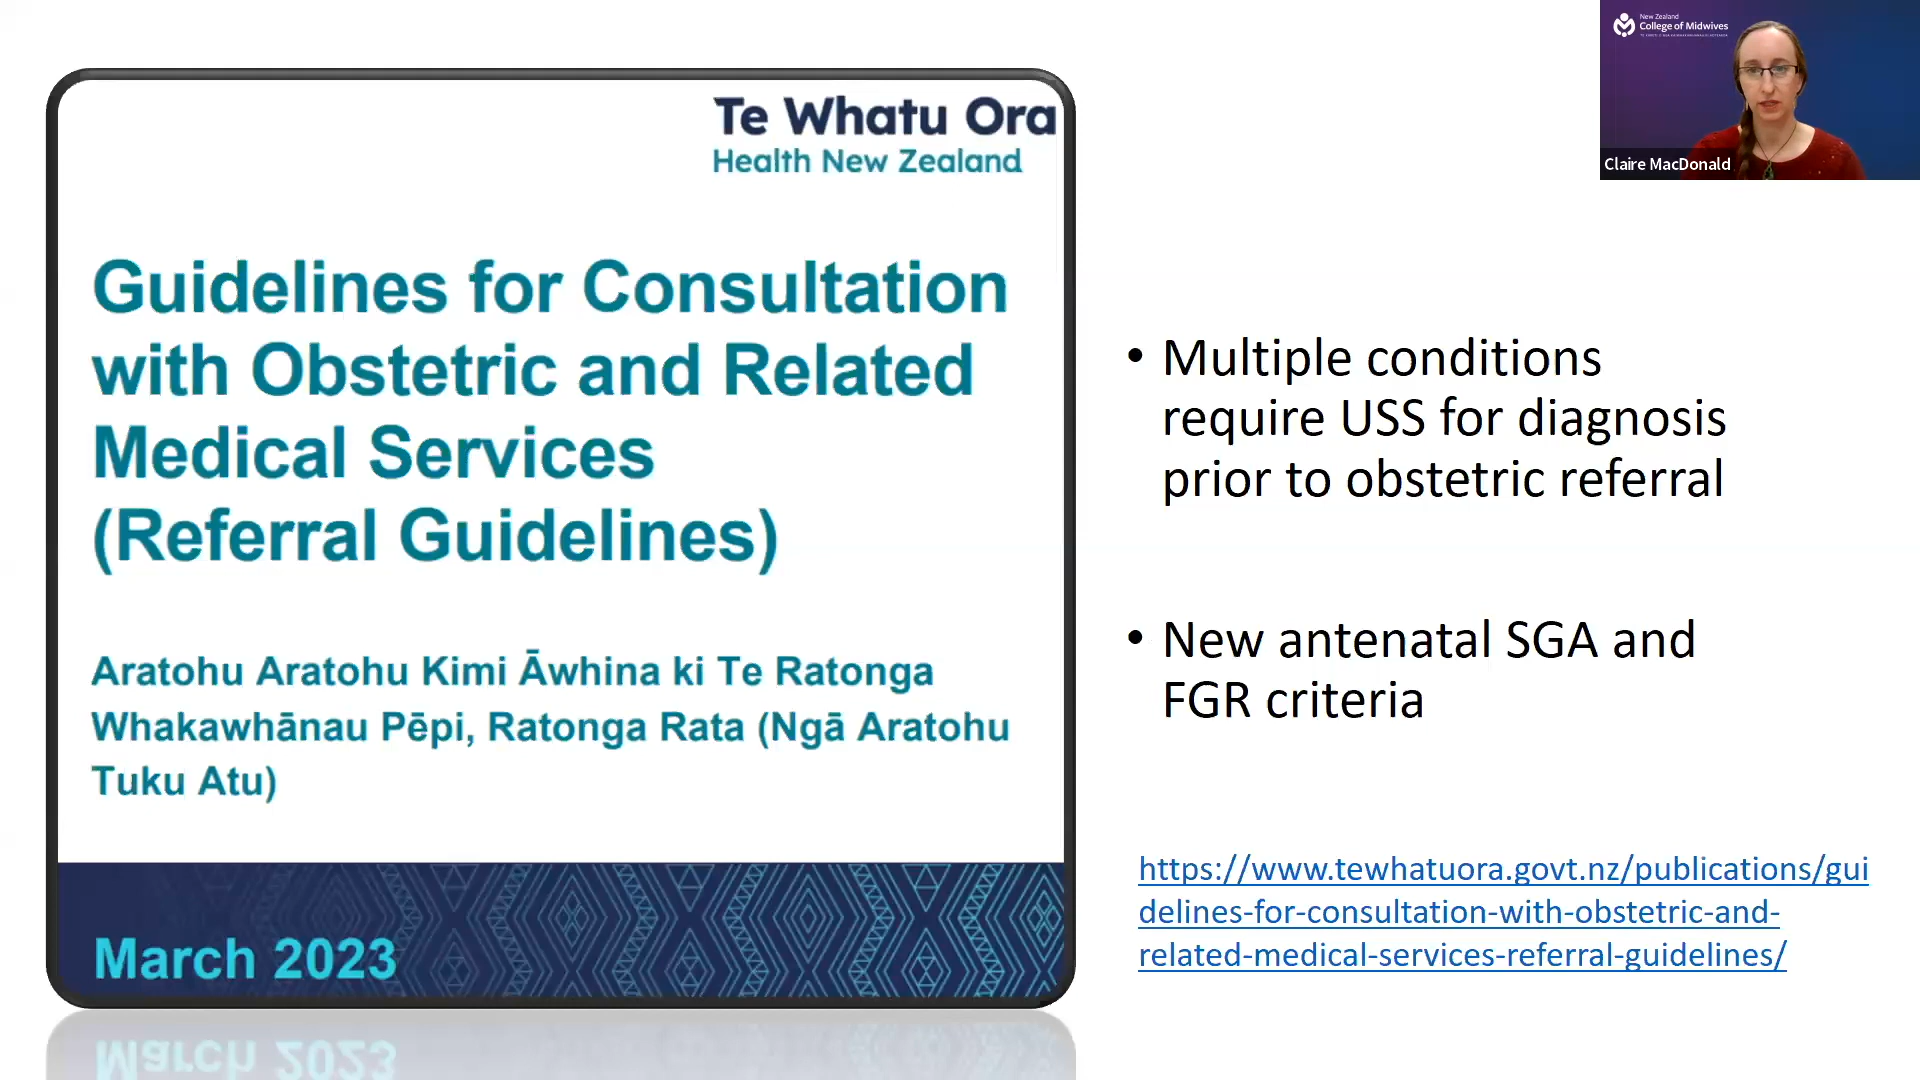 Te Whatu Ora
Health New Zealand
Guidelines for Consultation
with Obstetric and Related
Medical Services
(Referral Guidelines)
Aratohu Aratohu Kimi Āwhina ki Te Ratonga
Whakawhānau Pēpi, Ratonga Rata (Ngā Aratohu
Tuku Atu)
March 2023
• Multiple conditions
require USS for diagnosis
prior to obstetric referral
• New antenatal SGA and
FGR criteria
https://www.tewhatuora.govt.nz/publications/gui
delines-for-consultation-with-obstetric-and-
related-medical-services-referral-guidelines/
New Zealand
College of Midwives
Claire MacDonald